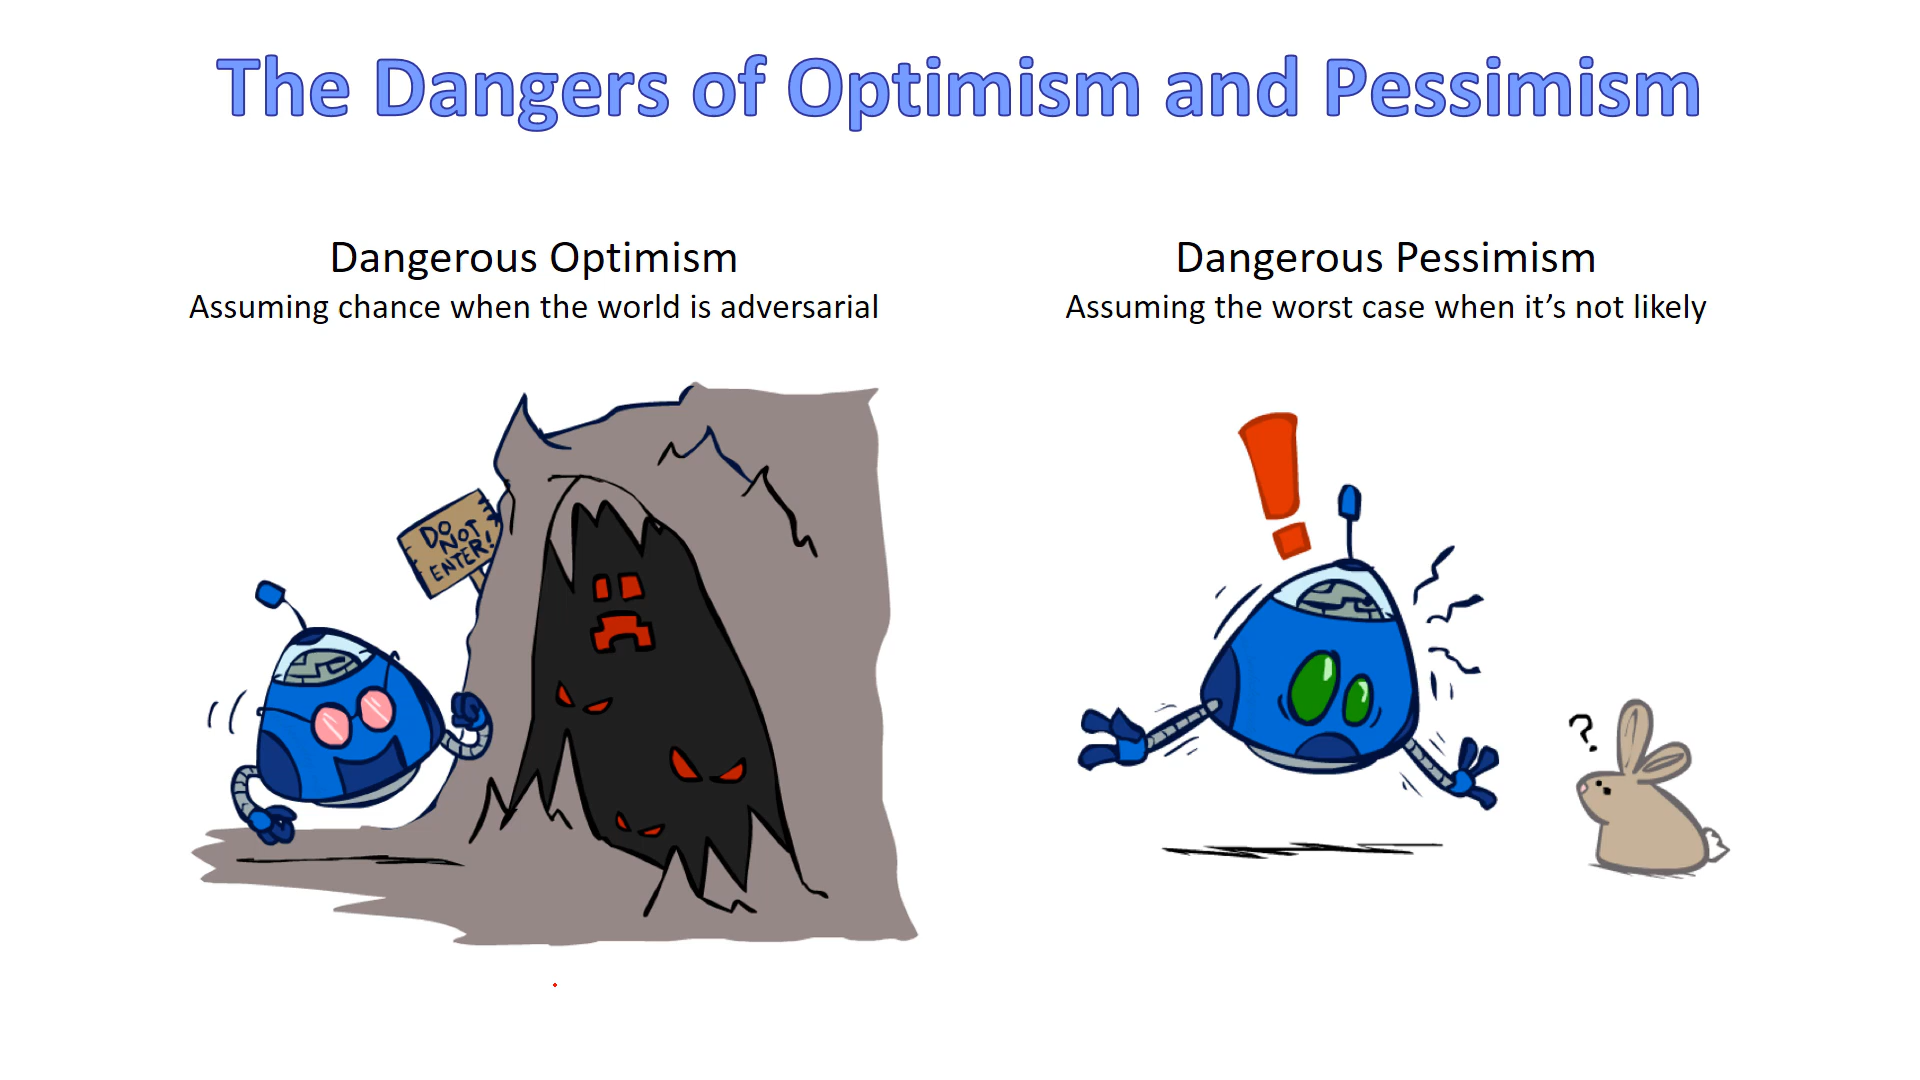 The Dangers of Optimism and Pessimism
Dangerous Optimism
Assuming chance when the world is adversarial
Dangerous Pessimism
Assuming the worst case when it’s not likely
DO
NOT
ENTER!
!
?